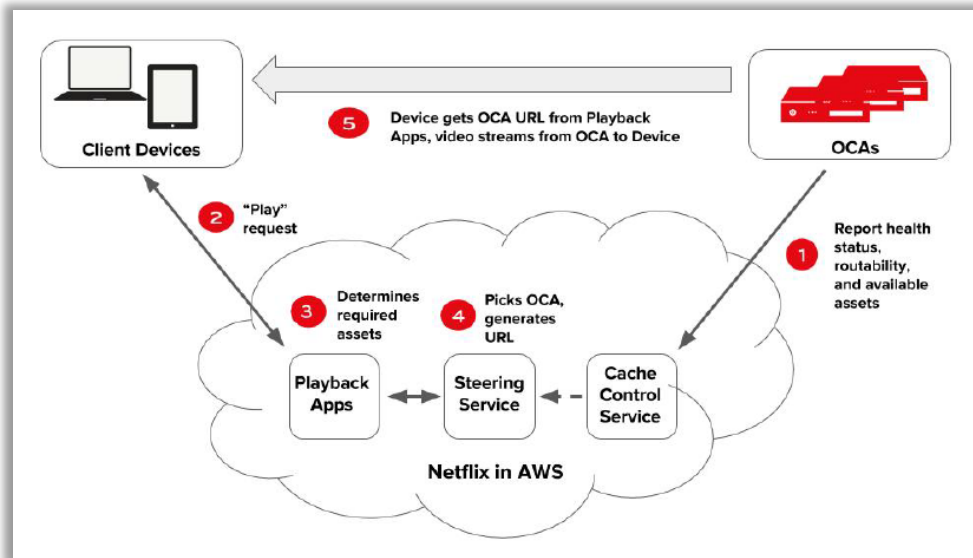 Client Devices
5
Device gets OCA URL from Playback
Apps, video streams from OCA to Device
OCAs
2
“Play”
request
1
Report health
status,
routability,
and available
assets
3
Determines
required
assets
4
Picks OCA,
generates
URL
Playback
Apps
Steering
Service
Cache
Control
Service
Netflix in AWS